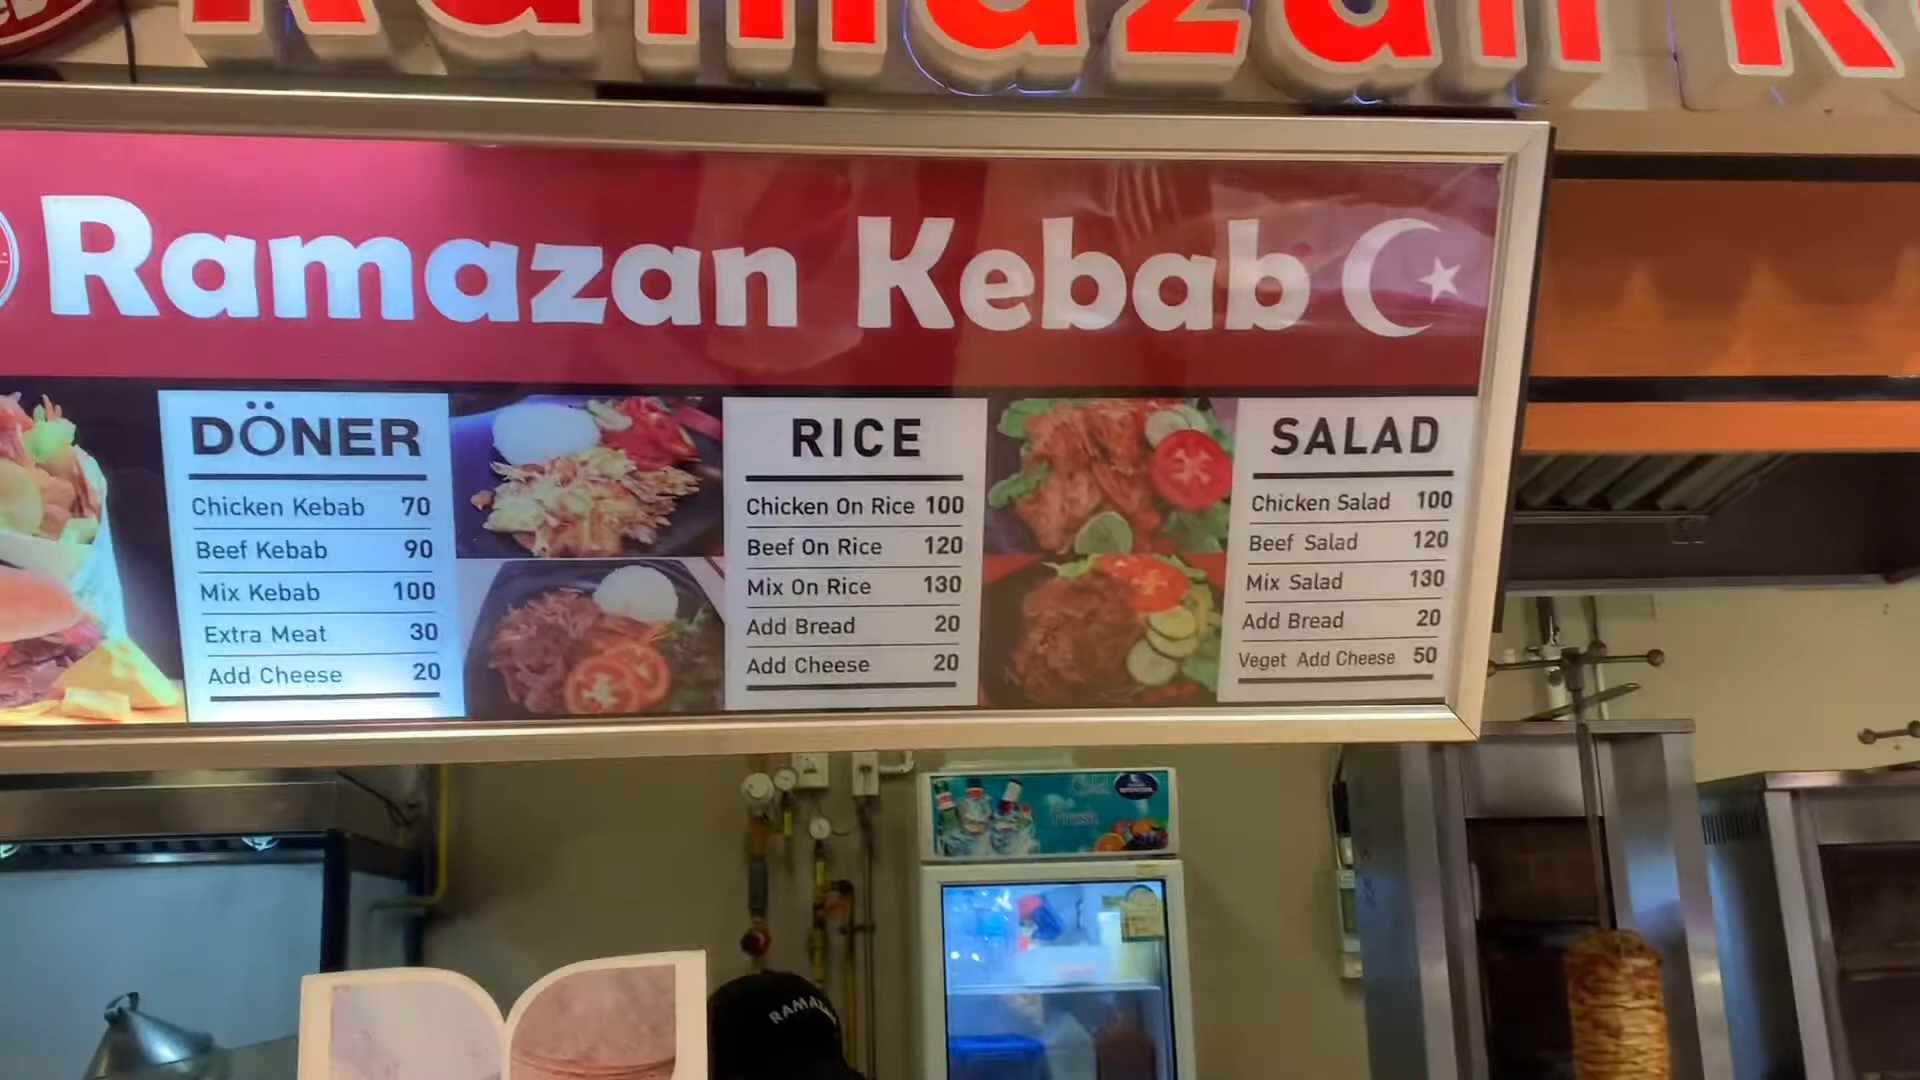 Ramazan K
Ramazan Kebab
DÖNER
Chicken Kebab 70
Beef Kebab 90
Mix Kebab 100
Extra Meat 30
Add Cheese 20
RICE
Chicken On Rice 100
Beef On Rice 120
Mix On Rice 130
Add Bread 20
Add Cheese 20
SALAD
Chicken Salad 100
Beef Salad 120
Mix Salad 130
Add Bread 20
Veget Add Cheese 50
Fresh